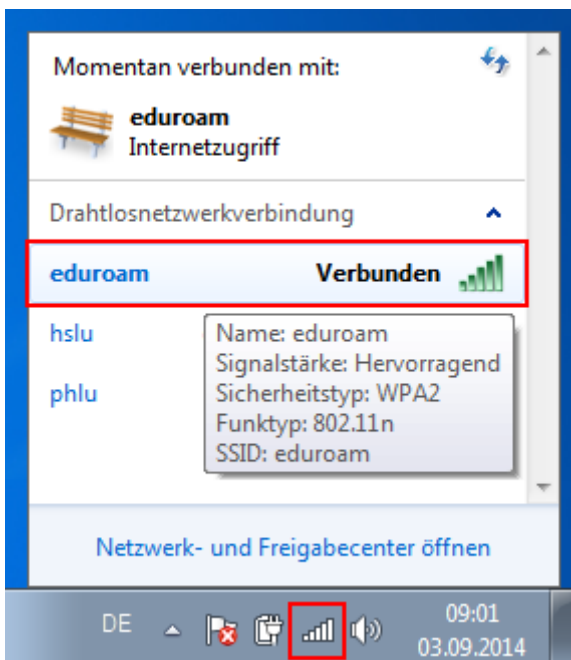 Momentan verbunden mit:
eduroam
Internetzugriff
Drahtlosnetzwerkverbindung
eduroam Verbunden
hslu
phlu
Name: eduroam
Signalstärke: Hervorragend
Sicherheitstyp: WPA2
Funktyp: 802.11n
SSID: eduroam
Netzwerk- und Freigabecenter öffnen
DE
09:01
03.09.2014